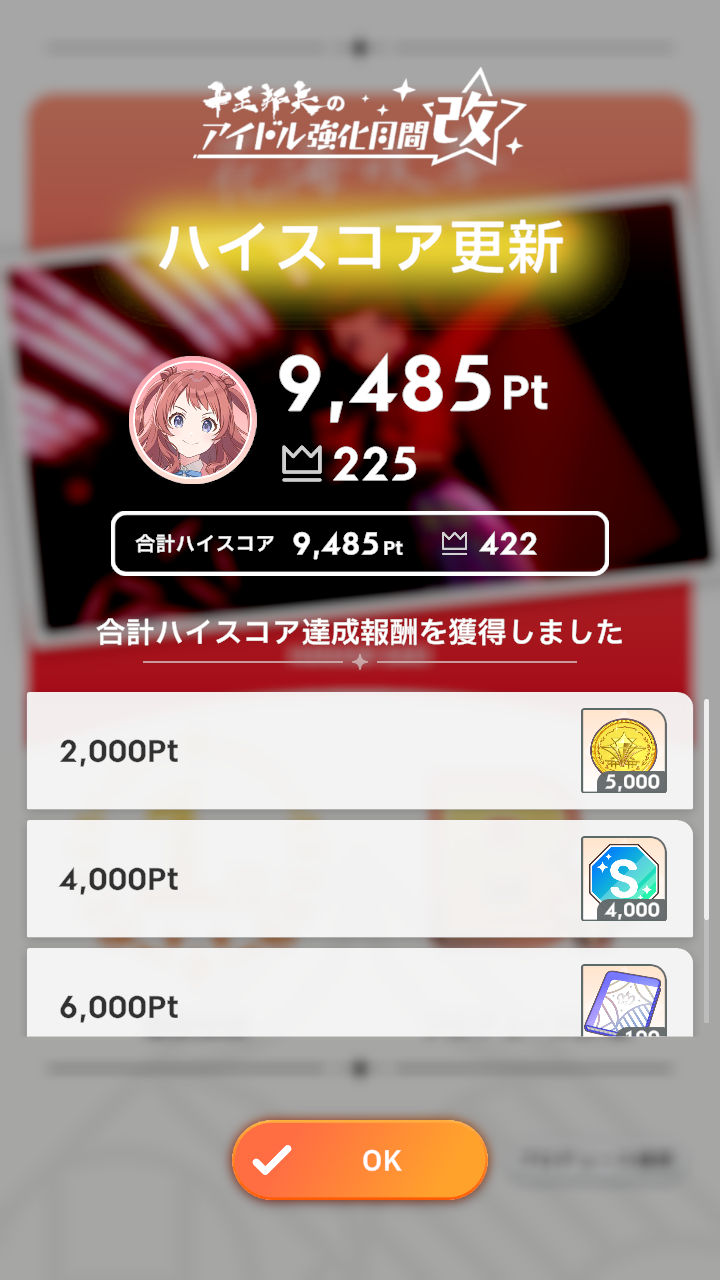 十王邦夫の
アイドル強化月間 改
ハイスコア更新
9,485Pt
225
合計ハイスコア 9,485Pt 422
合計ハイスコア達成報酬を獲得しました
2,000Pt
5,000
4,000Pt
S
4,000
6,000Pt
OK